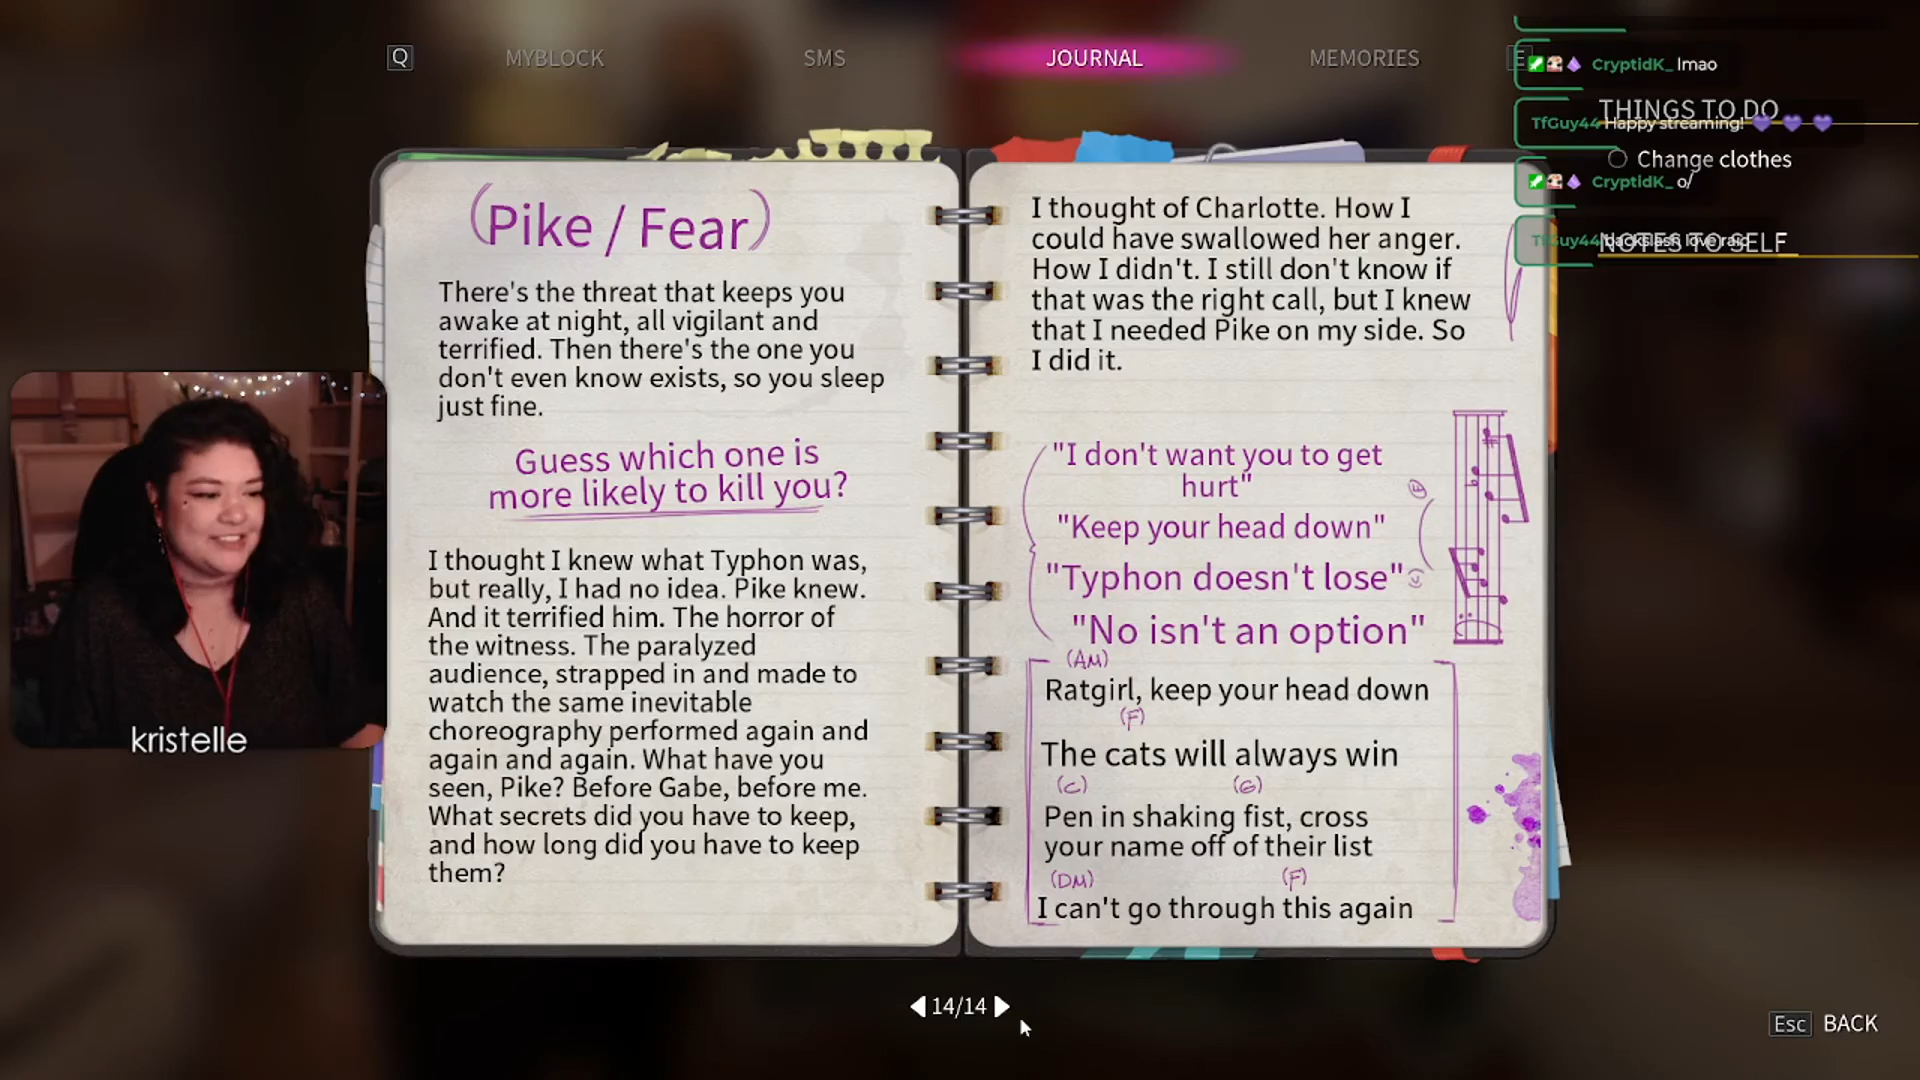 Q MYBLOCK SMS JOURNAL MEMORIES E
CryptidK_ lmao
THINGS TO DO
TfGuy44 Happy streaming!
Change clothes
CryptidK_ o/
TfGuy44 backslash love raid
NOTES TO SELF
(Pike / Fear)
There's the threat that keeps you
awake at night, all vigilant and
terrified. Then there's the one you
don't even know exists, so you sleep
just fine.
Guess which one is
more likely to kill you?
I thought I knew what Typhon was,
but really, I had no idea. Pike knew.
And it terrified him. The horror of
the witness. The paralyzed
audience, strapped in and made to
watch the same inevitable
choreography performed again and
again and again. What have you
seen, Pike? Before Gabe, before me.
What secrets did you have to keep,
and how long did you have to keep
them?
I thought of Charlotte. How I
could have swallowed her anger.
How I didn't. I still don't know if
that was the right call, but I knew
that I needed Pike on my side. So
I did it.
"I don't want you to get
hurt"
"Keep your head down"
"Typhon doesn't lose"
"No isn't an option"
(AM)
Ratgirl, keep your head down
(F)
The cats will always win
(C) (G)
Pen in shaking fist, cross
your name off of their list
(DM) (F)
I can't go through this again
kristelle
14/14
Esc BACK